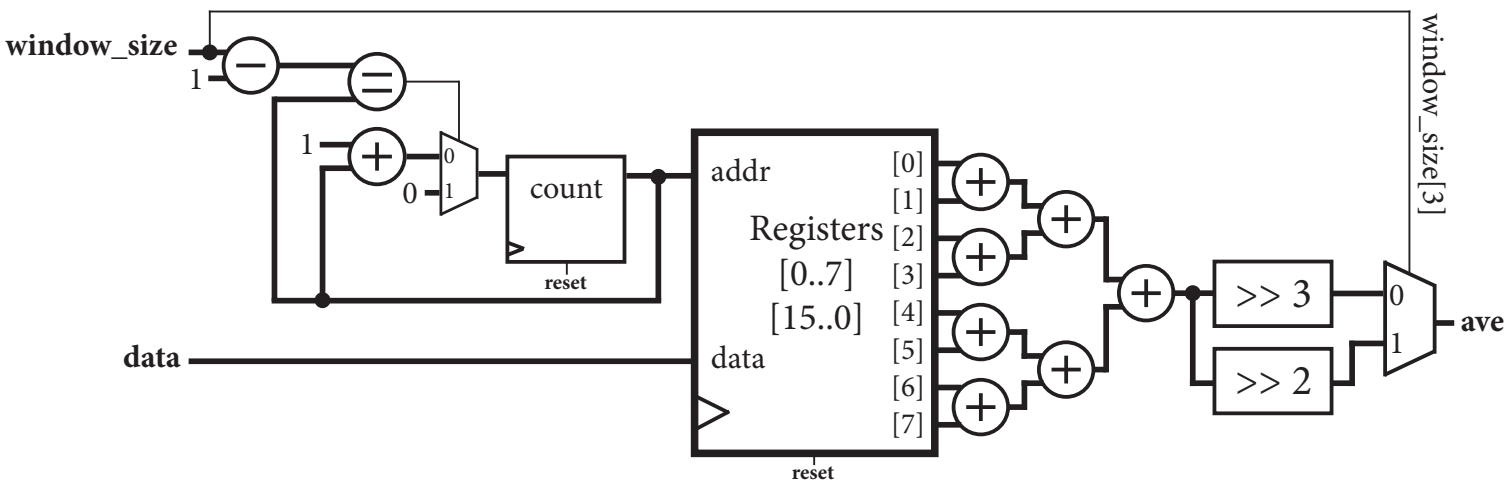 window_size
1
−
=
window_size[3]
1
+
0
0
1
count
reset
addr
Registers
[0..7]
[15..0]
data
data
reset
[0]
[1]
[2]
[3]
[4]
[5]
[6]
[7]
+
+
+
+
+
+
+
>> 3
>> 2
0
1
ave